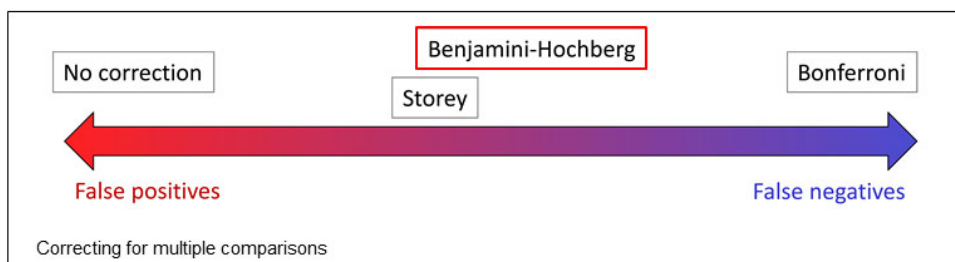 Benjamini-Hochberg
No correction
Bonferroni
Storey
False positives
False negatives
Correcting for multiple comparisons